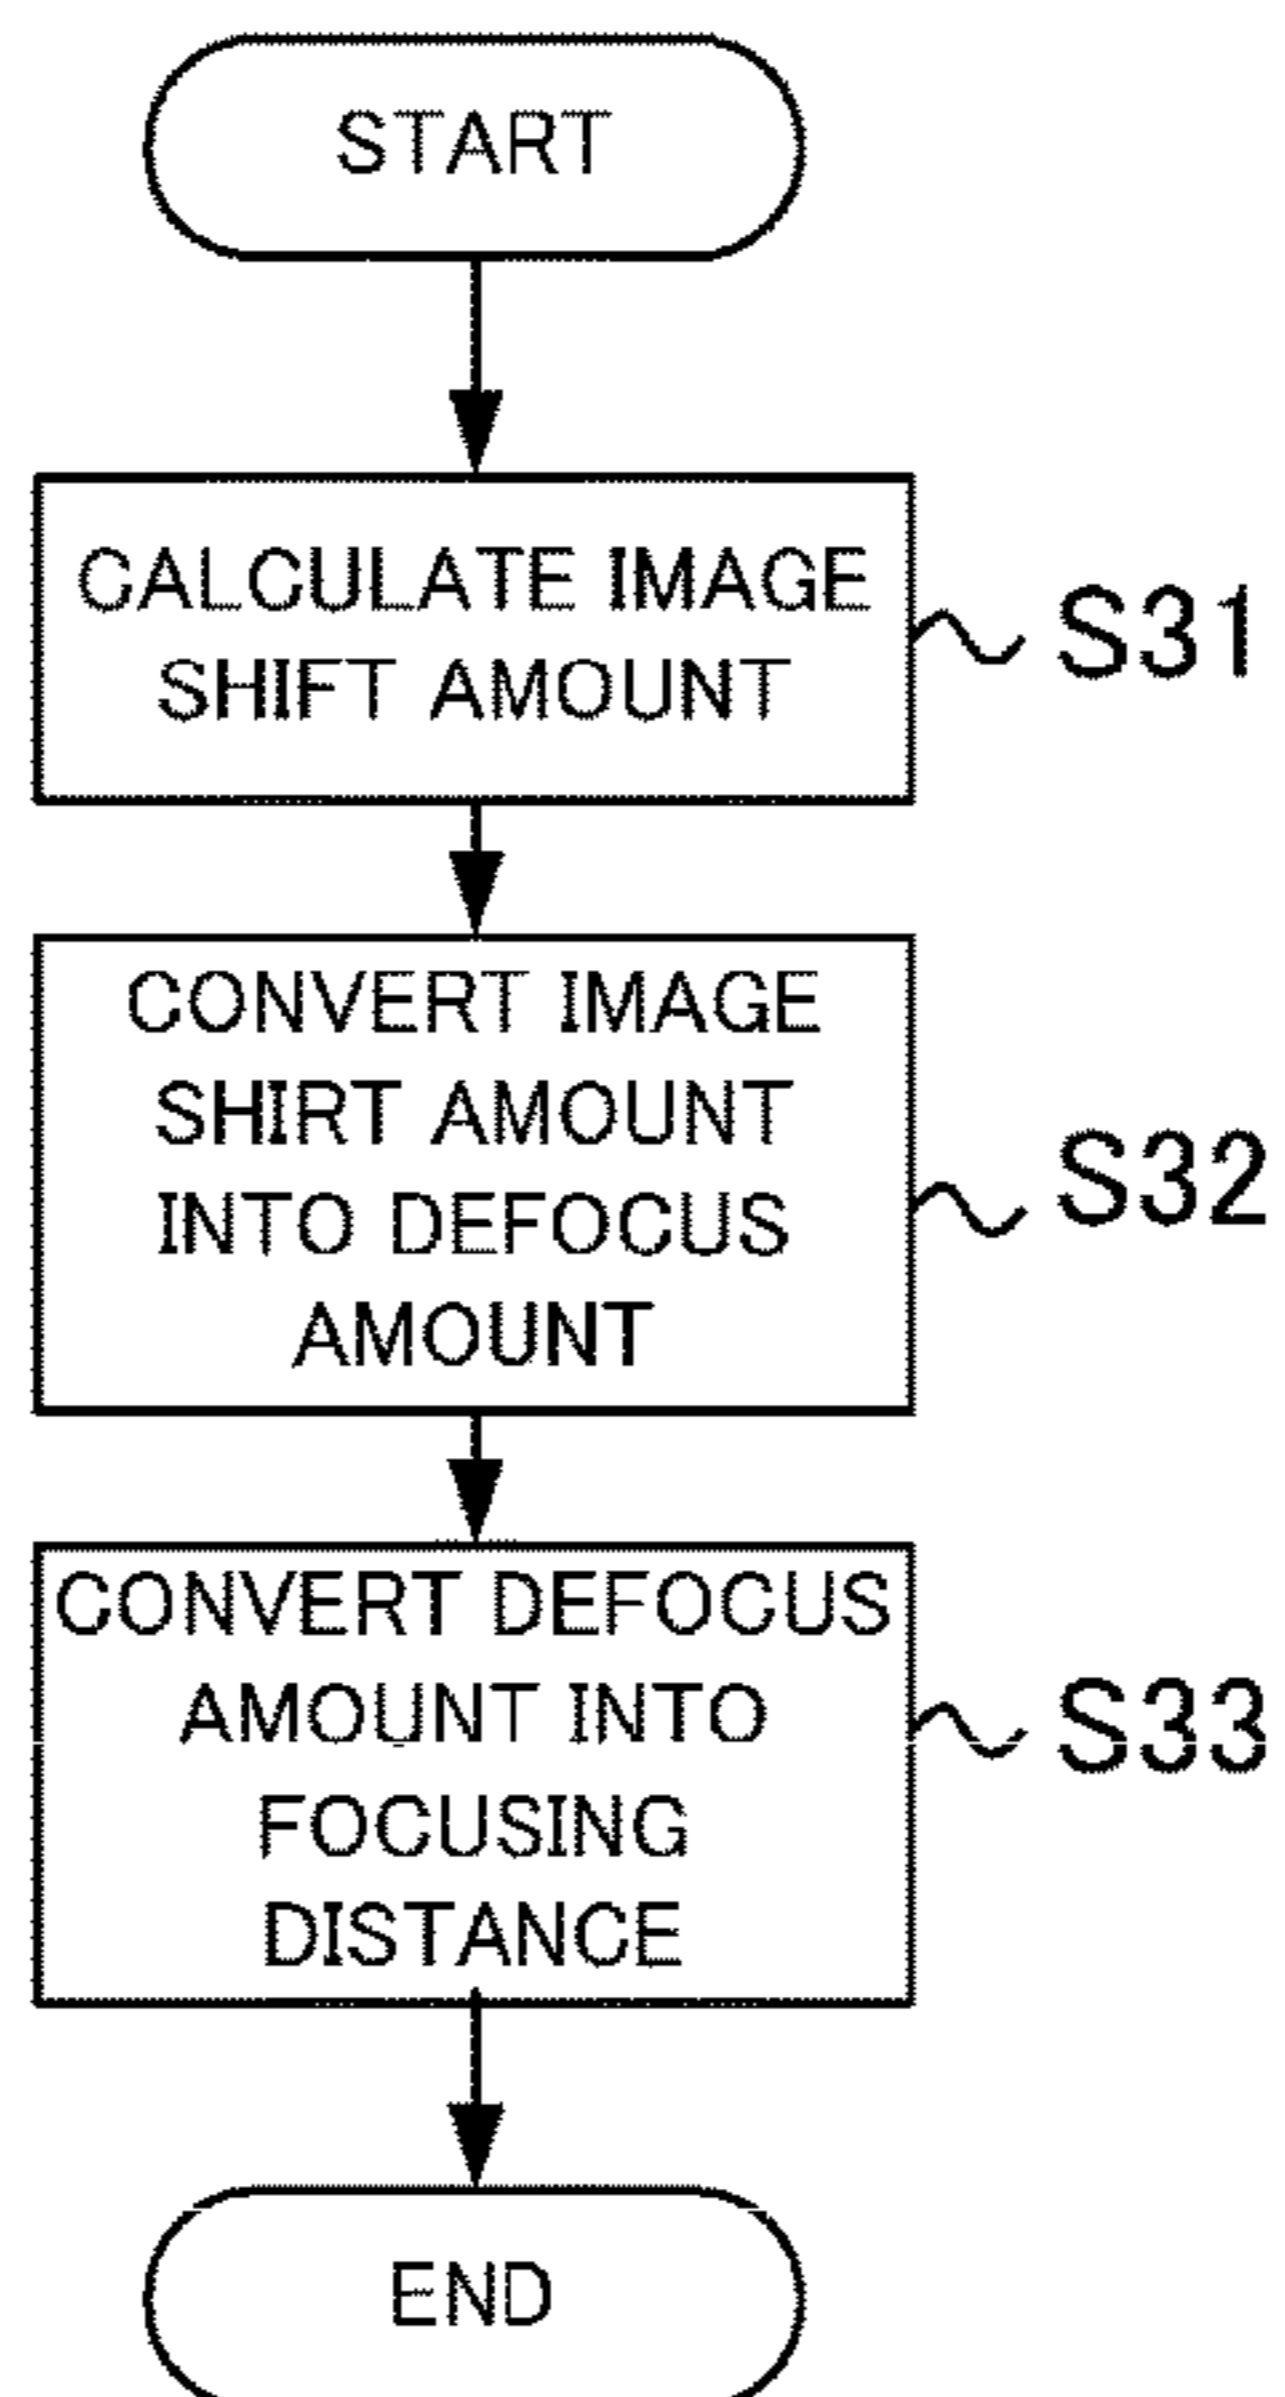 START
CALCULATE IMAGE
SHIFT AMOUNT
S31
CONVERT IMAGE
SHIRT AMOUNT
INTO DEFOCUS
AMOUNT
S32
CONVERT DEFOCUS
AMOUNT INTO
FOCUSING
DISTANCE
S33
END